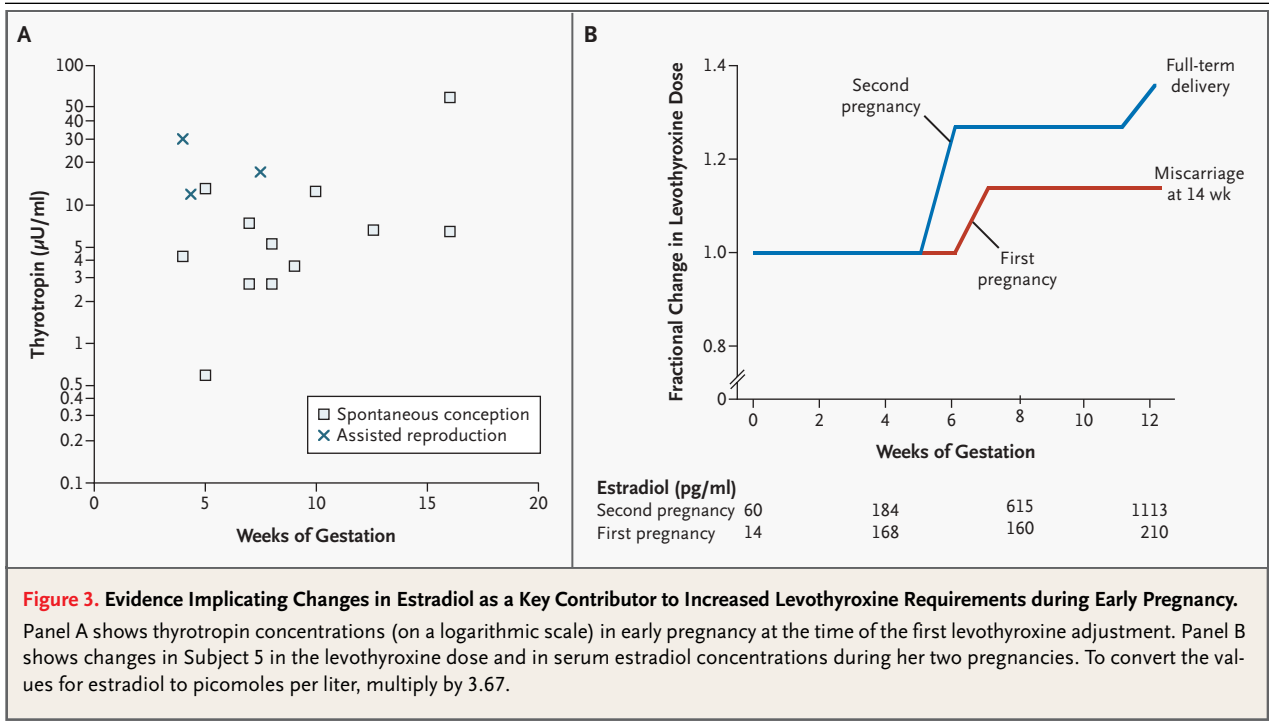 A
100
50
40
30
20
10
5
4
3
2
1
0.5
0.4
0.3
0.2
0.1
Thyrotropin (µU/ml)
0 5 10 15 20
Weeks of Gestation
Spontaneous conception
Assisted reproduction
B
1.4
1.2
1.0
0.8
0
Fractional Change in Levothyroxine Dose
Second
pregnancy
Full-term
delivery
Miscarriage
at 14 wk
First
pregnancy
0 2 4 6 8 10 12
Weeks of Gestation
Estradiol (pg/ml)
Second pregnancy 60 184 615 1113
First pregnancy 14 168 160 210
Figure 3. Evidence Implicating Changes in Estradiol as a Key Contributor to Increased Levothyroxine Requirements during Early Pregnancy.
Panel A shows thyrotropin concentrations (on a logarithmic scale) in early pregnancy at the time of the first levothyroxine adjustment. Panel B
shows changes in Subject 5 in the levothyroxine dose and in serum estradiol concentrations during her two pregnancies. To convert the val-
ues for estradiol to picomoles per liter, multiply by 3.67.